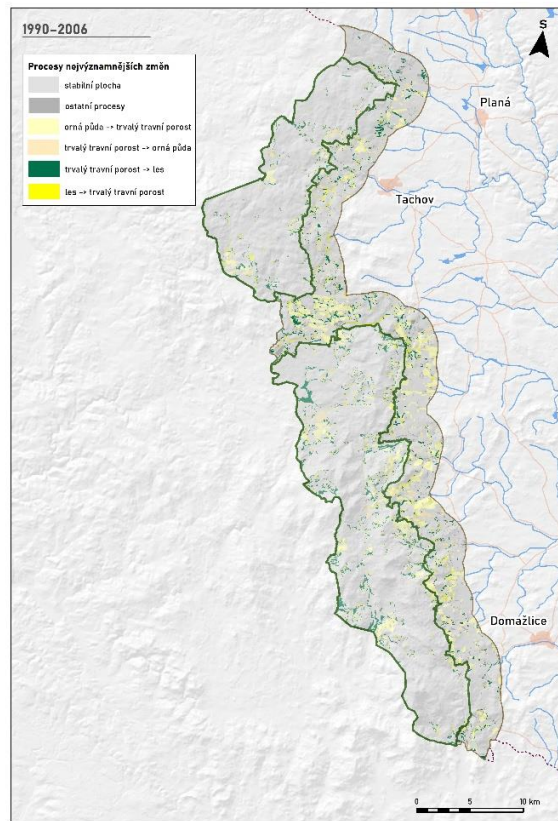 1990–2006
S
Procesy nejvýznamnějších změn
stabilní plocha
ostatní procesy
orná půda -> trvalý travní porost
trvalý travní porost -> orná půda
trvalý travní porost -> les
les -> trvalý travní porost
Planá
Tachov
Domažlice
0 5 10 km